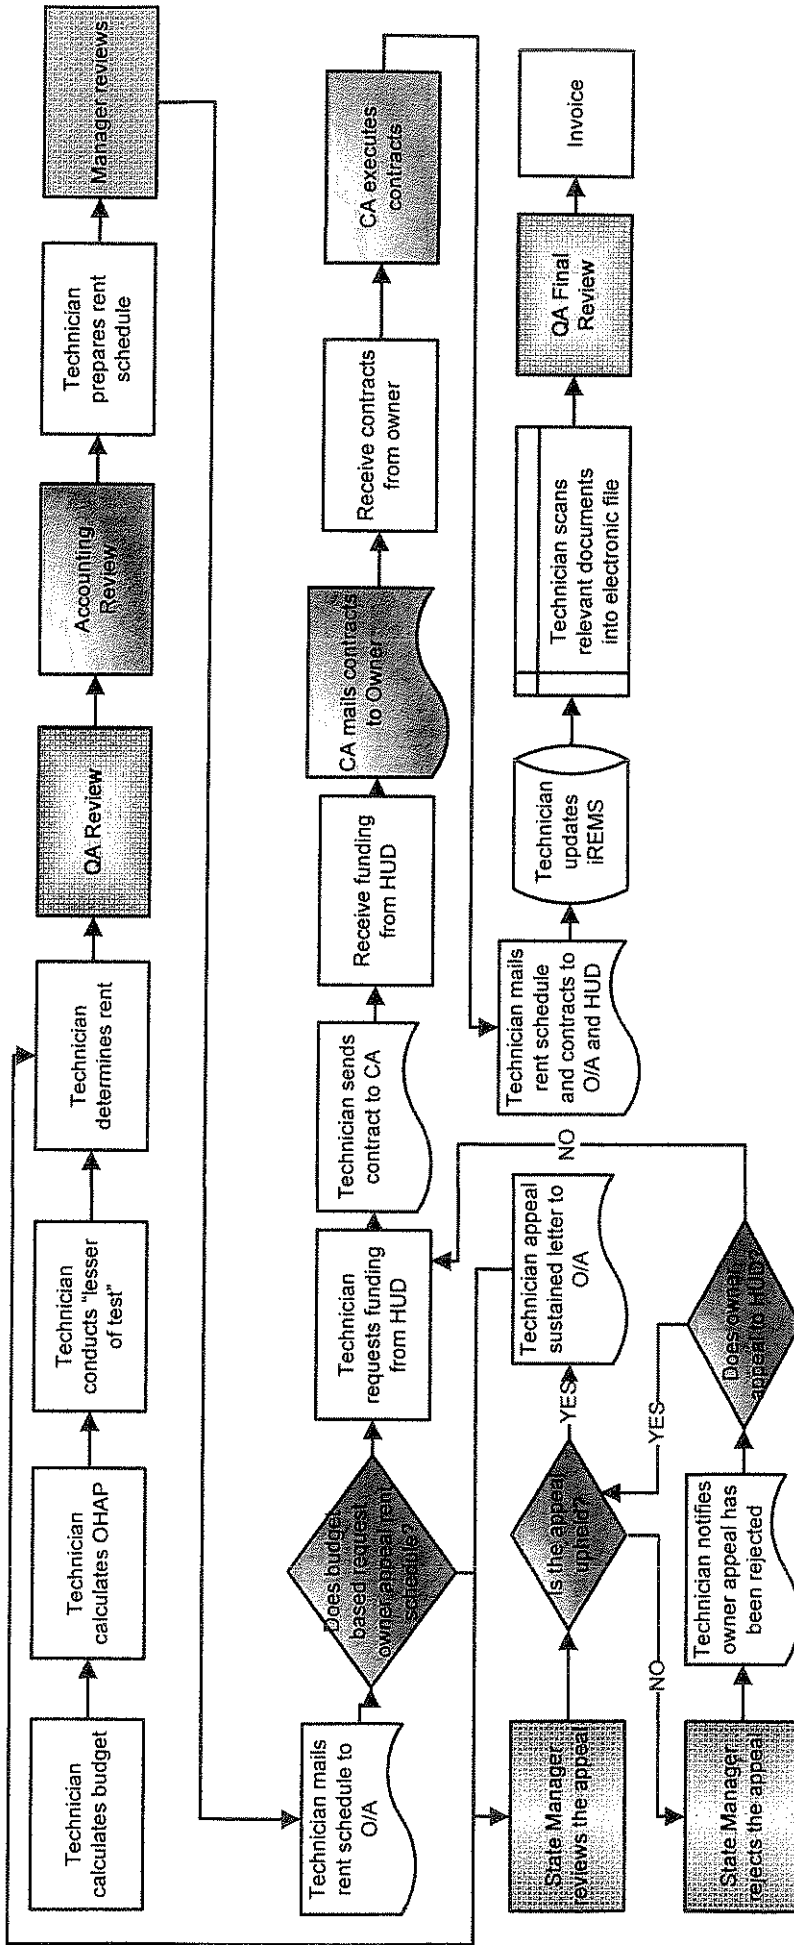 Technician
calculates budget
Technician
calculates OHAP
Technician
conducts "lesser
of test"
Technician
determines rent
QA Review
Accounting
Review
Technician
prepares rent
schedule
Manager reviews
Technician mails
rent schedule to
O/A
Does budget
based request
owner appeal rent
schedule?
Technician
requests funding
from HUD
Technician sends
contract to CA
Receive funding
from HUD
CA mails contracts
to Owner
Receive contracts
from owner
CA executes
contracts
State Manager
reviews the appeal
Is the appeal
upheld?
YES
Technician appeal
sustained letter to
O/A
NO
Technician mails
rent schedule
and contracts to
O/A and HUD
Technician
updates
iREMS
Technician scans
relevant documents
into electronic file
QA Final
Review
Invoice
NO
YES
State Manager
rejects the appeal
Technician notifies
owner appeal has
been rejected
Does owner
appeal to HUD?